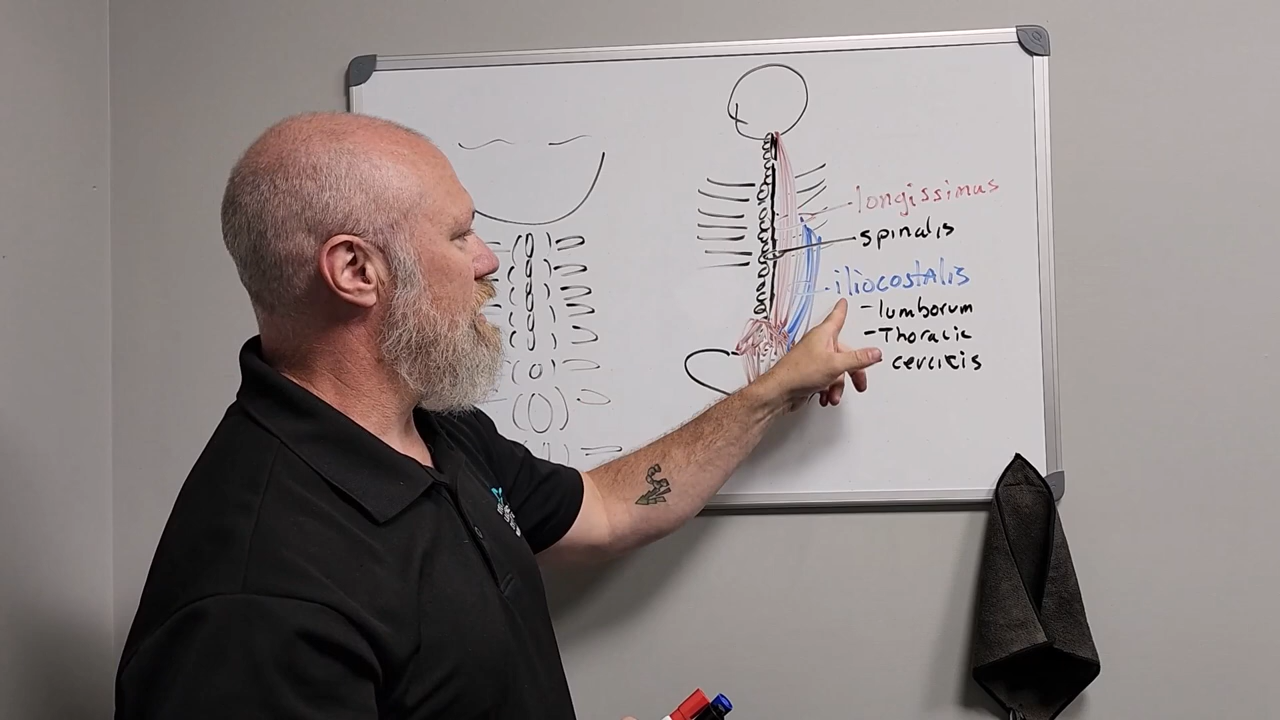 longissimus
spinalis
iliocostalis
- lumborum
- Thoracic
cervicis